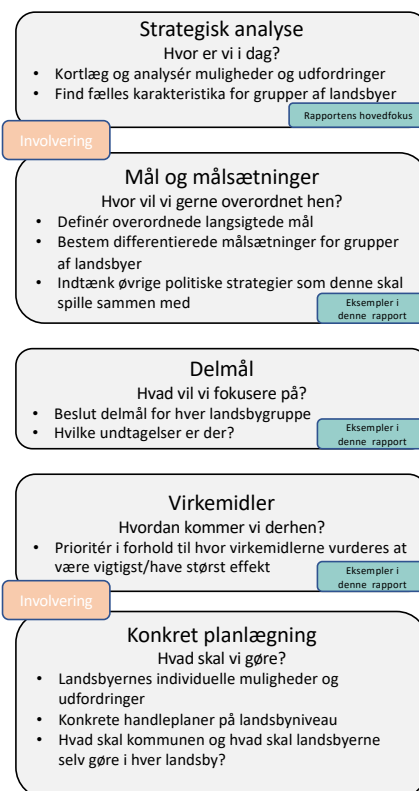 Strategisk analyse
Hvor er vi i dag?
• Kortlæg og analysér muligheder og udfordringer
• Find fælles karakteristika for grupper af landsbyer
Rapportens hovedfokus
Involvering
Mål og målsætninger
Hvor vil vi gerne overordnet hen?
• Definér overordnede langsigtede mål
• Bestem differentierede målsætninger for grupper
af landsbyer
• Indtænk øvrige politiske strategier som denne skal
spille sammen med
Eksempler i
denne rapport
Delmål
Hvad vil vi fokusere på?
• Beslut delmål for hver landsbygruppe
• Hvilke undtagelser er der?
Eksempler i
denne rapport
Virkemidler
Hvordan kommer vi derhen?
• Prioritér i forhold til hvor virkemidlerne vurderes at
være vigtigst/have størst effekt
Eksempler i
denne rapport
Involvering
Konkret planlægning
Hvad skal vi gøre?
• Landsbyernes individuelle muligheder og
udfordringer
• Konkrete handleplaner på landsbyniveau
• Hvad skal kommunen og hvad skal landsbyerne
selv gøre i hver landsby?